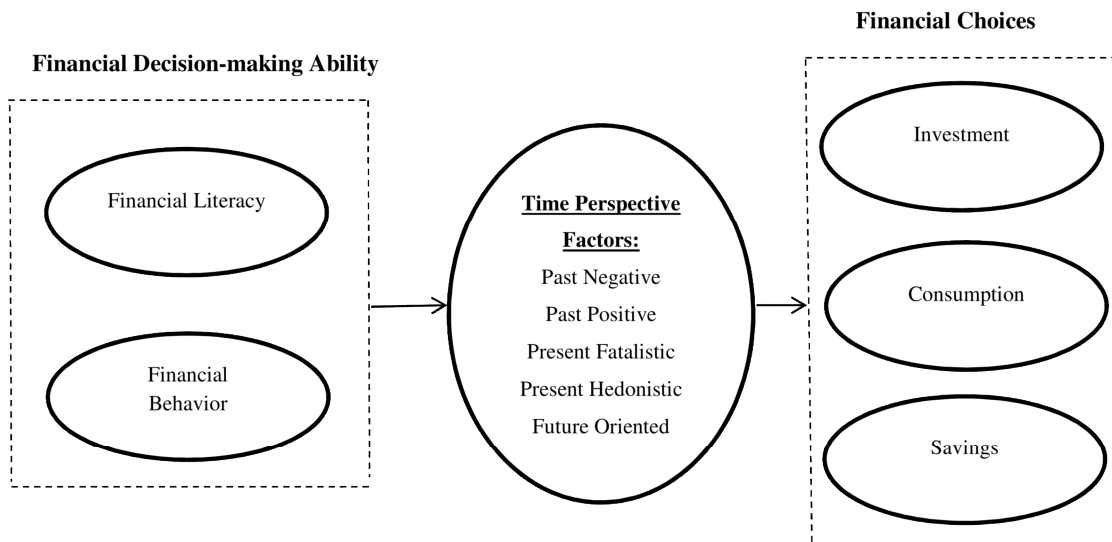 Financial Decision-making Ability
Financial Literacy
Financial
Behavior
Time Perspective
Factors:
Past Negative
Past Positive
Present Fatalistic
Present Hedonistic
Future Oriented
Financial Choices
Investment
Consumption
Savings